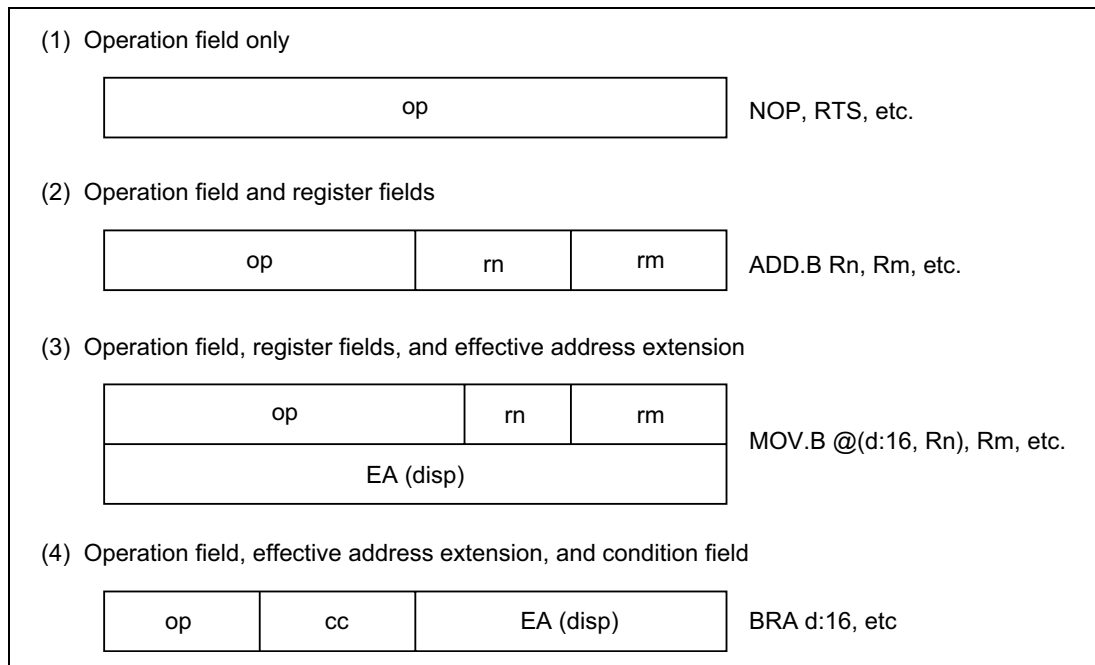 (1) Operation field only
op
NOP, RTS, etc.
(2) Operation field and register fields
op
rn
rm
ADD.B Rn, Rm, etc.
(3) Operation field, register fields, and effective address extension
op
rn
rm
EA (disp)
MOV.B @(d:16, Rn), Rm, etc.
(4) Operation field, effective address extension, and condition field
op
cc
EA (disp)
BRA d:16, etc